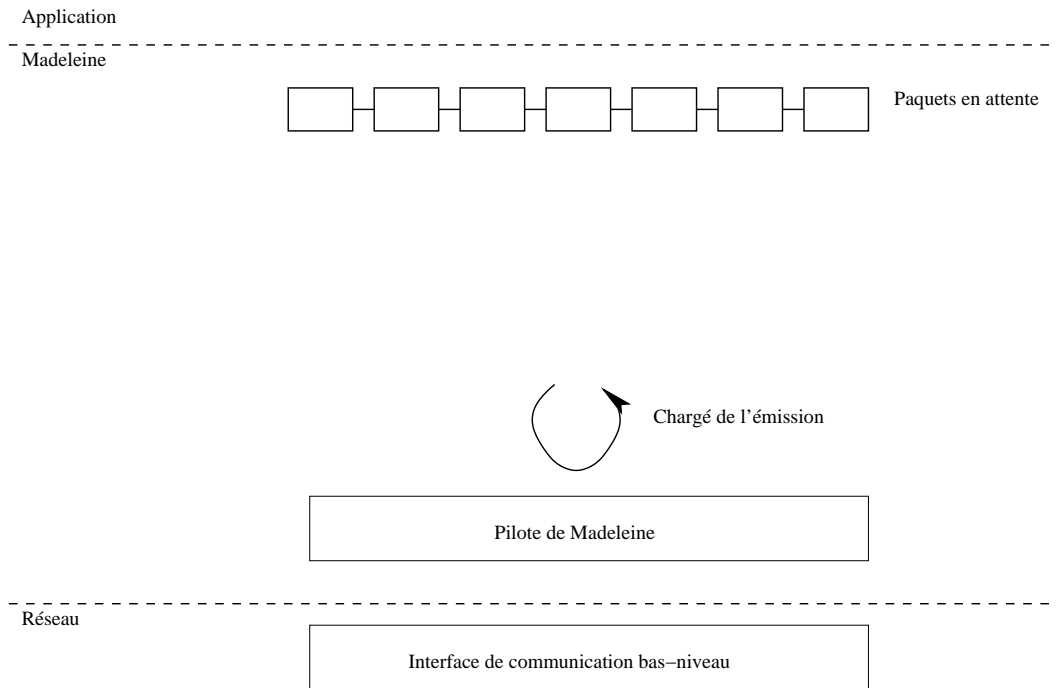 Application
Madeleine
Paquets en attente
Chargé de l’émission
Pilote de Madeleine
Réseau
Interface de communication bas−niveau